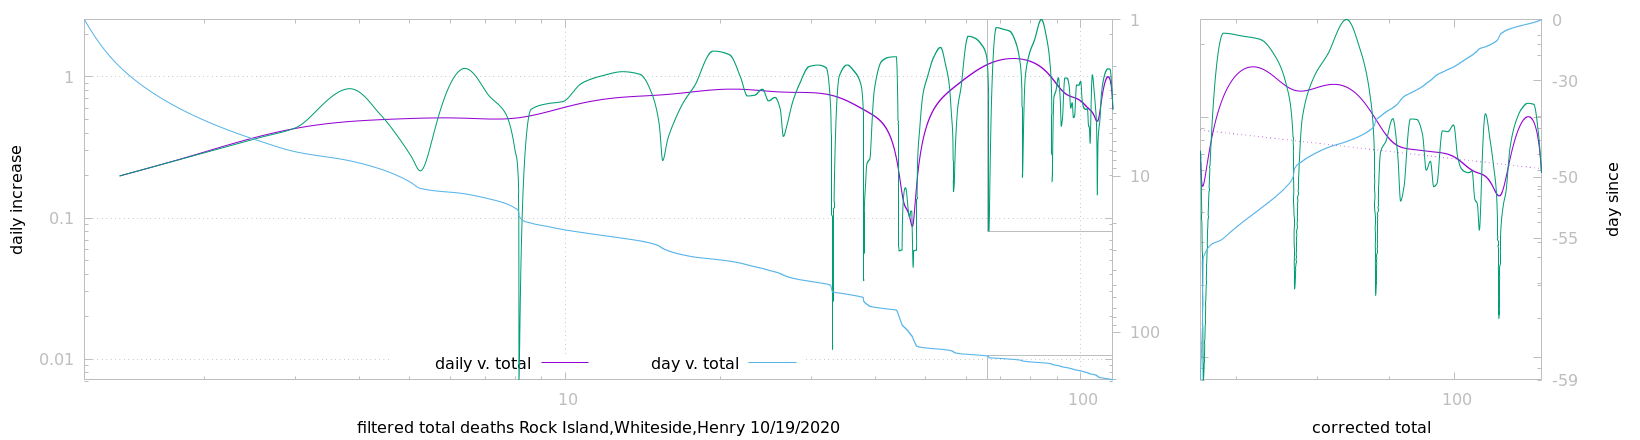 daily increase
1
0.1
0.01
10
100
1
10
100
daily v. total
day v. total
filtered total deaths Rock Island,Whiteside,Henry 10/19/2020
0
-30
-50
-55
-59
day since
100
corrected total